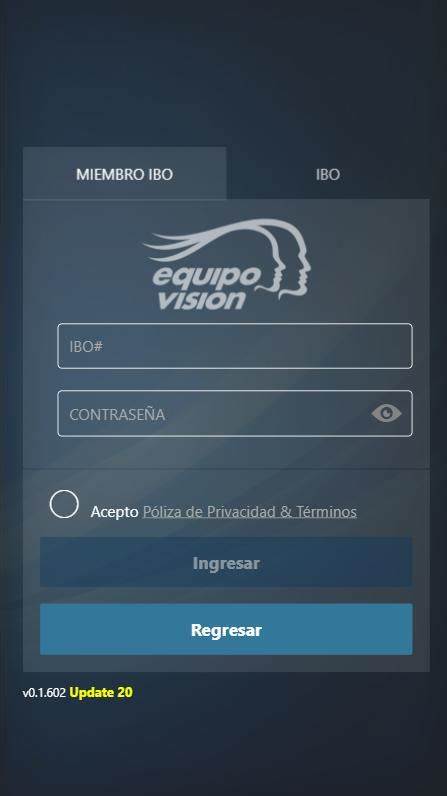 MIEMBRO IBO
IBO
equipo
vision
IBO#
CONTRASEÑA
Acepto Póliza de Privacidad & Términos
Ingresar
Regresar
v0.1.602 Update 20